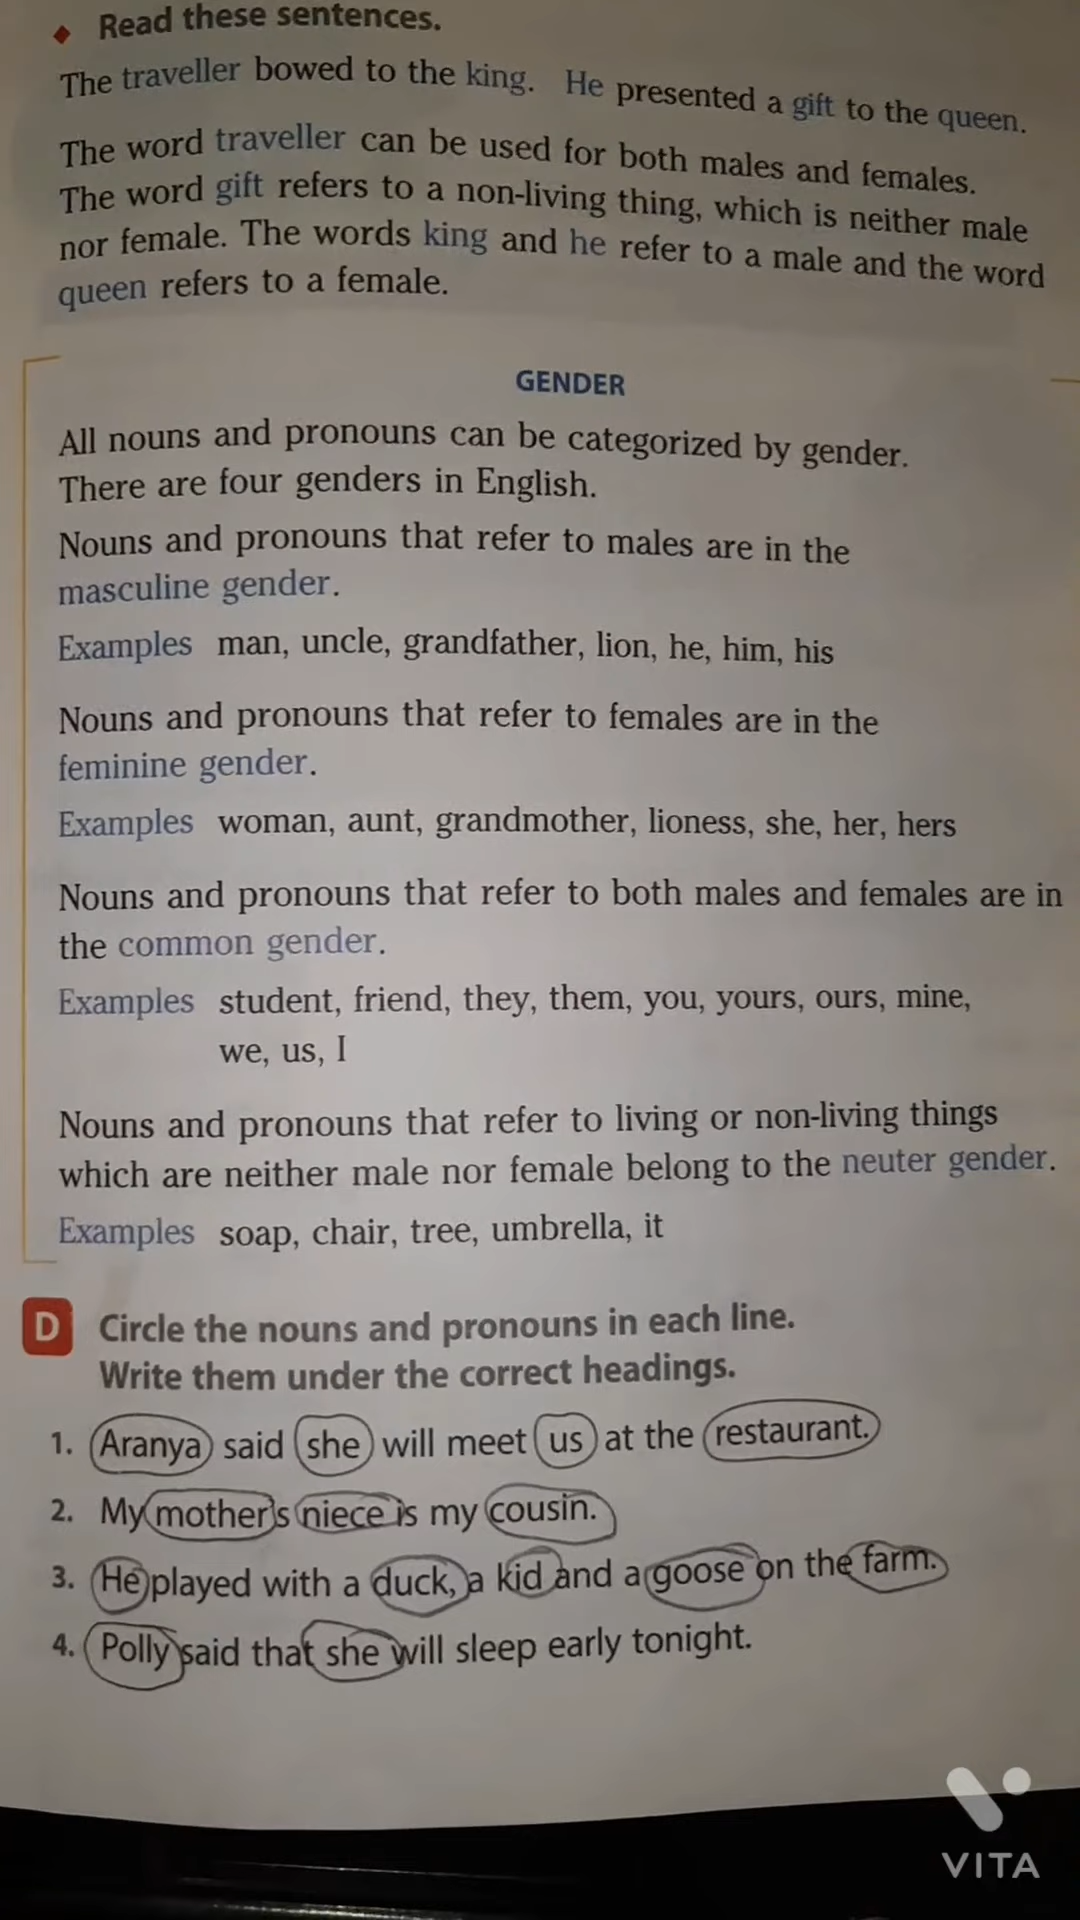 Read these sentences.
The traveller bowed to the king. He presented a gift to the queen.
The word traveller can be used for both males and females.
The word gift refers to a non-living thing, which is neither male
nor female. The words king and he refer to a male and the word
queen refers to a female.
GENDER
All nouns and pronouns can be categorized by gender.
There are four genders in English.
Nouns and pronouns that refer to males are in the
masculine gender.
Examples man, uncle, grandfather, lion, he, him, his
Nouns and pronouns that refer to females are in the
feminine gender.
Examples woman, aunt, grandmother, lioness, she, her, hers
Nouns and pronouns that refer to both males and females are in
the common gender.
Examples student, friend, they, them, you, yours, ours, mine,
we, us, I
Nouns and pronouns that refer to living or non-living things
which are neither male nor female belong to the neuter gender.
Examples soap, chair, tree, umbrella, it
D Circle the nouns and pronouns in each line.
Write them under the correct headings.
1. Aranya said she will meet us at the restaurant.
2. My mother's niece is my cousin.
3. He played with a duck, a kid and a goose on the farm.
4. Polly said that she will sleep early tonight.
VITA